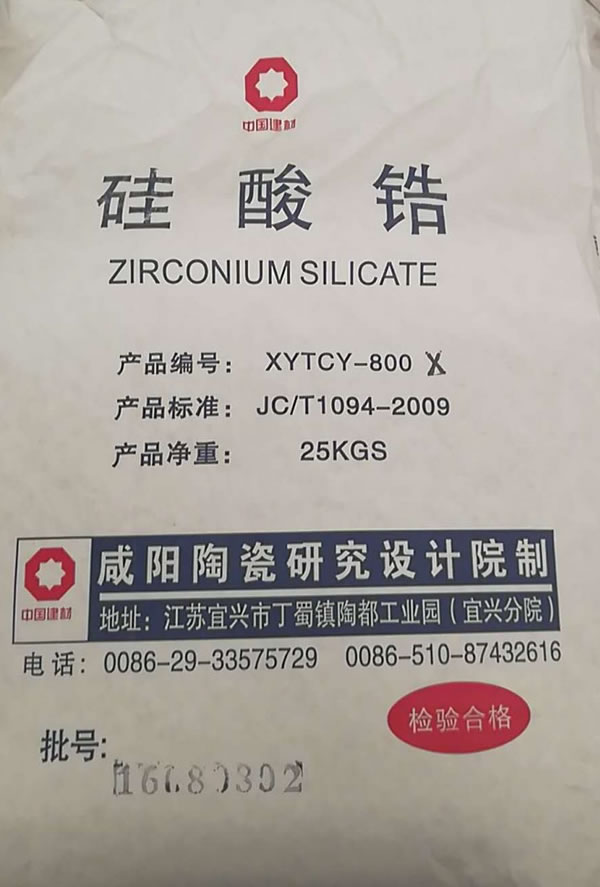 中国建材
硅酸锆
ZIRCONIUM SILICATE
产品编号： XYTCY-800 X
产品标准： JC/T1094-2009
产品净重： 25KGS
中国建材
咸阳陶瓷研究设计院制
地址：江苏宜兴市丁蜀镇陶都工业园（宜兴分院）
电话：0086-29-33575729 0086-510-87432616
检验合格
批号：